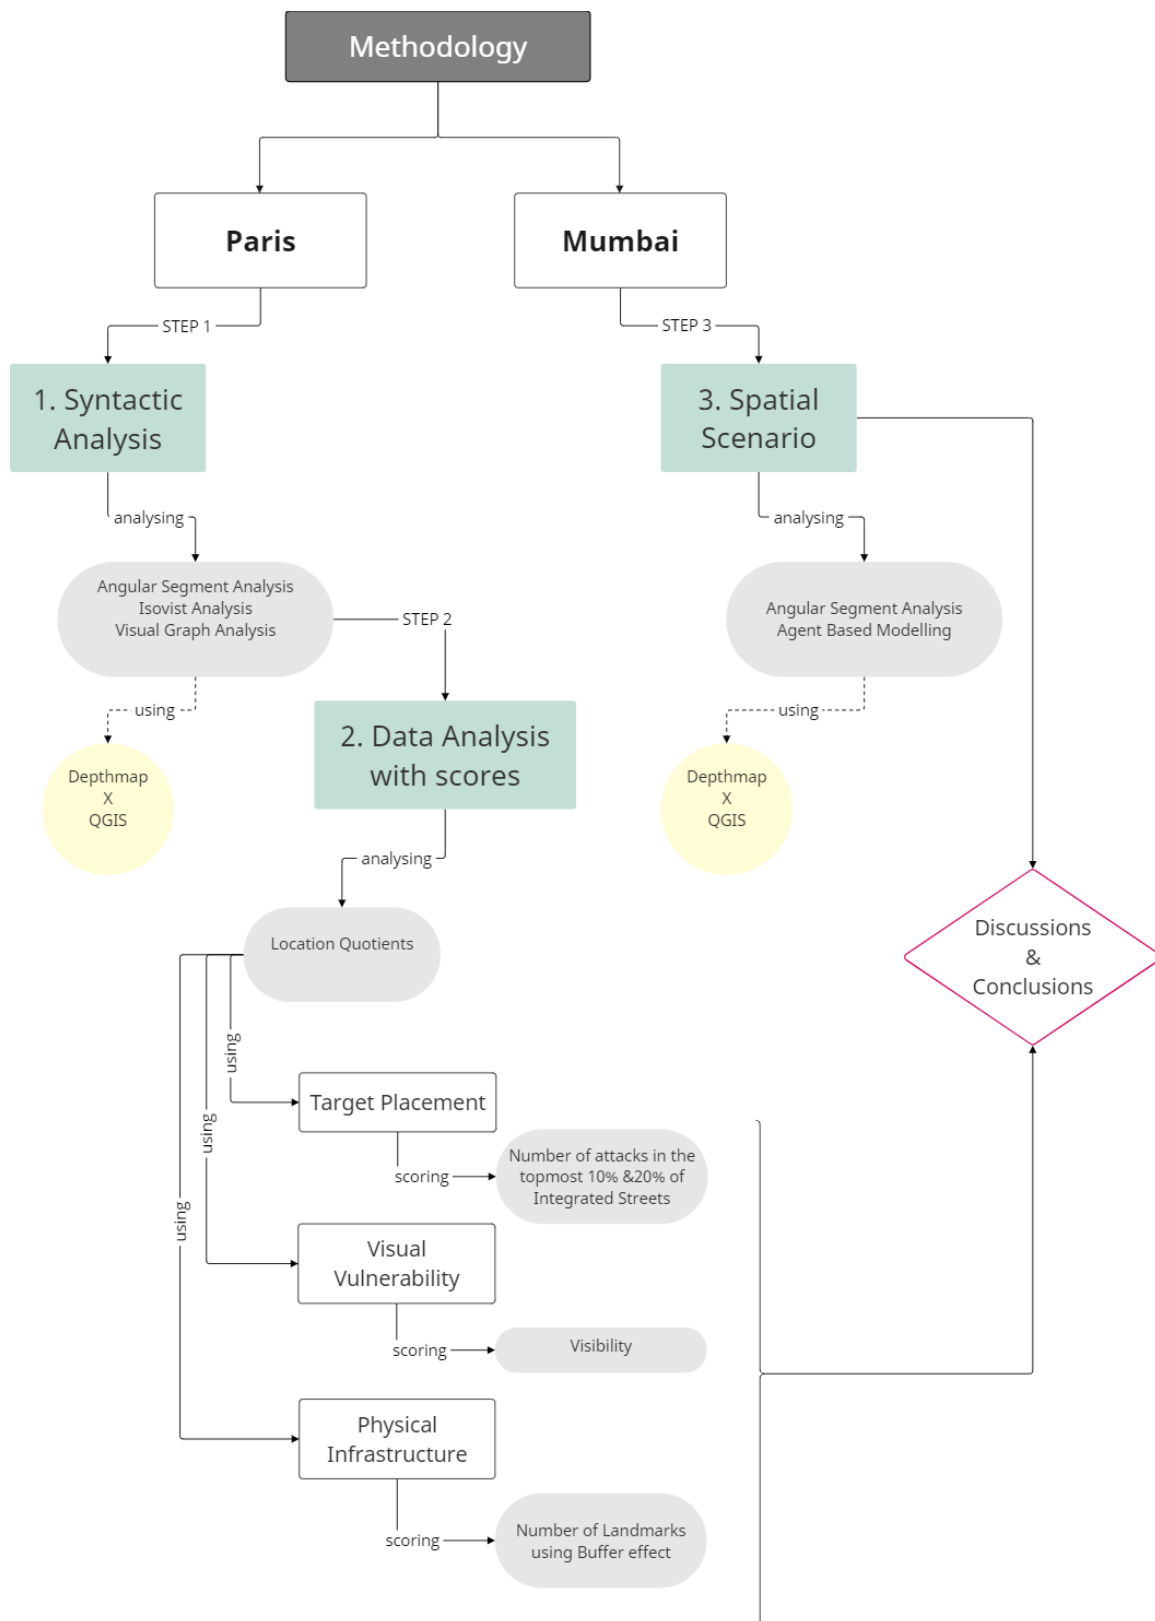 Methodology
Paris
Mumbai
STEP 1
STEP 3
1. Syntactic
Analysis
3. Spatial
Scenario
analysing
analysing
Angular Segment Analysis
Isovist Analysis
Visual Graph Analysis
STEP 2
Angular Segment Analysis
Agent Based Modelling
using
using
2. Data Analysis
with scores
Depthmap
X
QGIS
Depthmap
X
QGIS
analysing
Location Quotients
Discussions
&
Conclusions
using
using
using
Target Placement
scoring
Number of attacks in the
topmost 10% &20% of
Integrated Streets
Visual
Vulnerability
scoring
Visibility
Physical
Infrastructure
scoring
Number of Landmarks
using Buffer effect